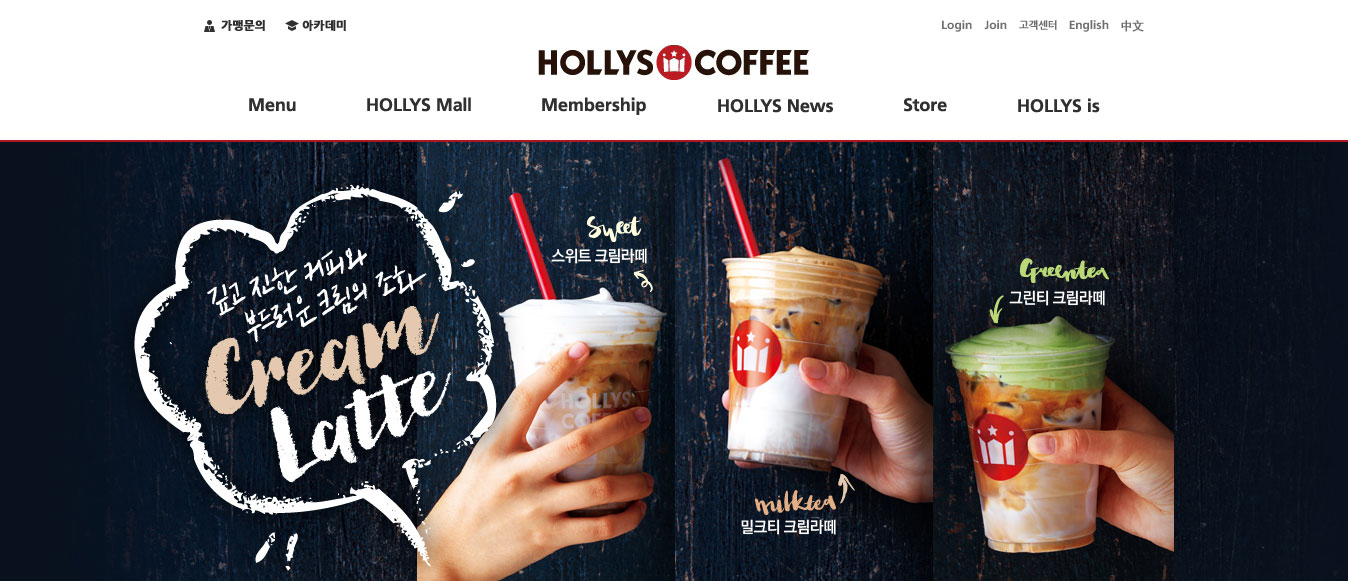 가맹문의 아카데미
Login Join 고객센터 English 中文
HOLLYS COFFEE
Menu HOLLYS Mall Membership HOLLYS News Store HOLLYS is
깊고 진한 커피와
부드러운 크림의 조화
Cream
Latte
Sweet
스위트 크림라떼
HOLLYS
milktea
밀크티 크림라떼
Greentea
그린티 크림라떼